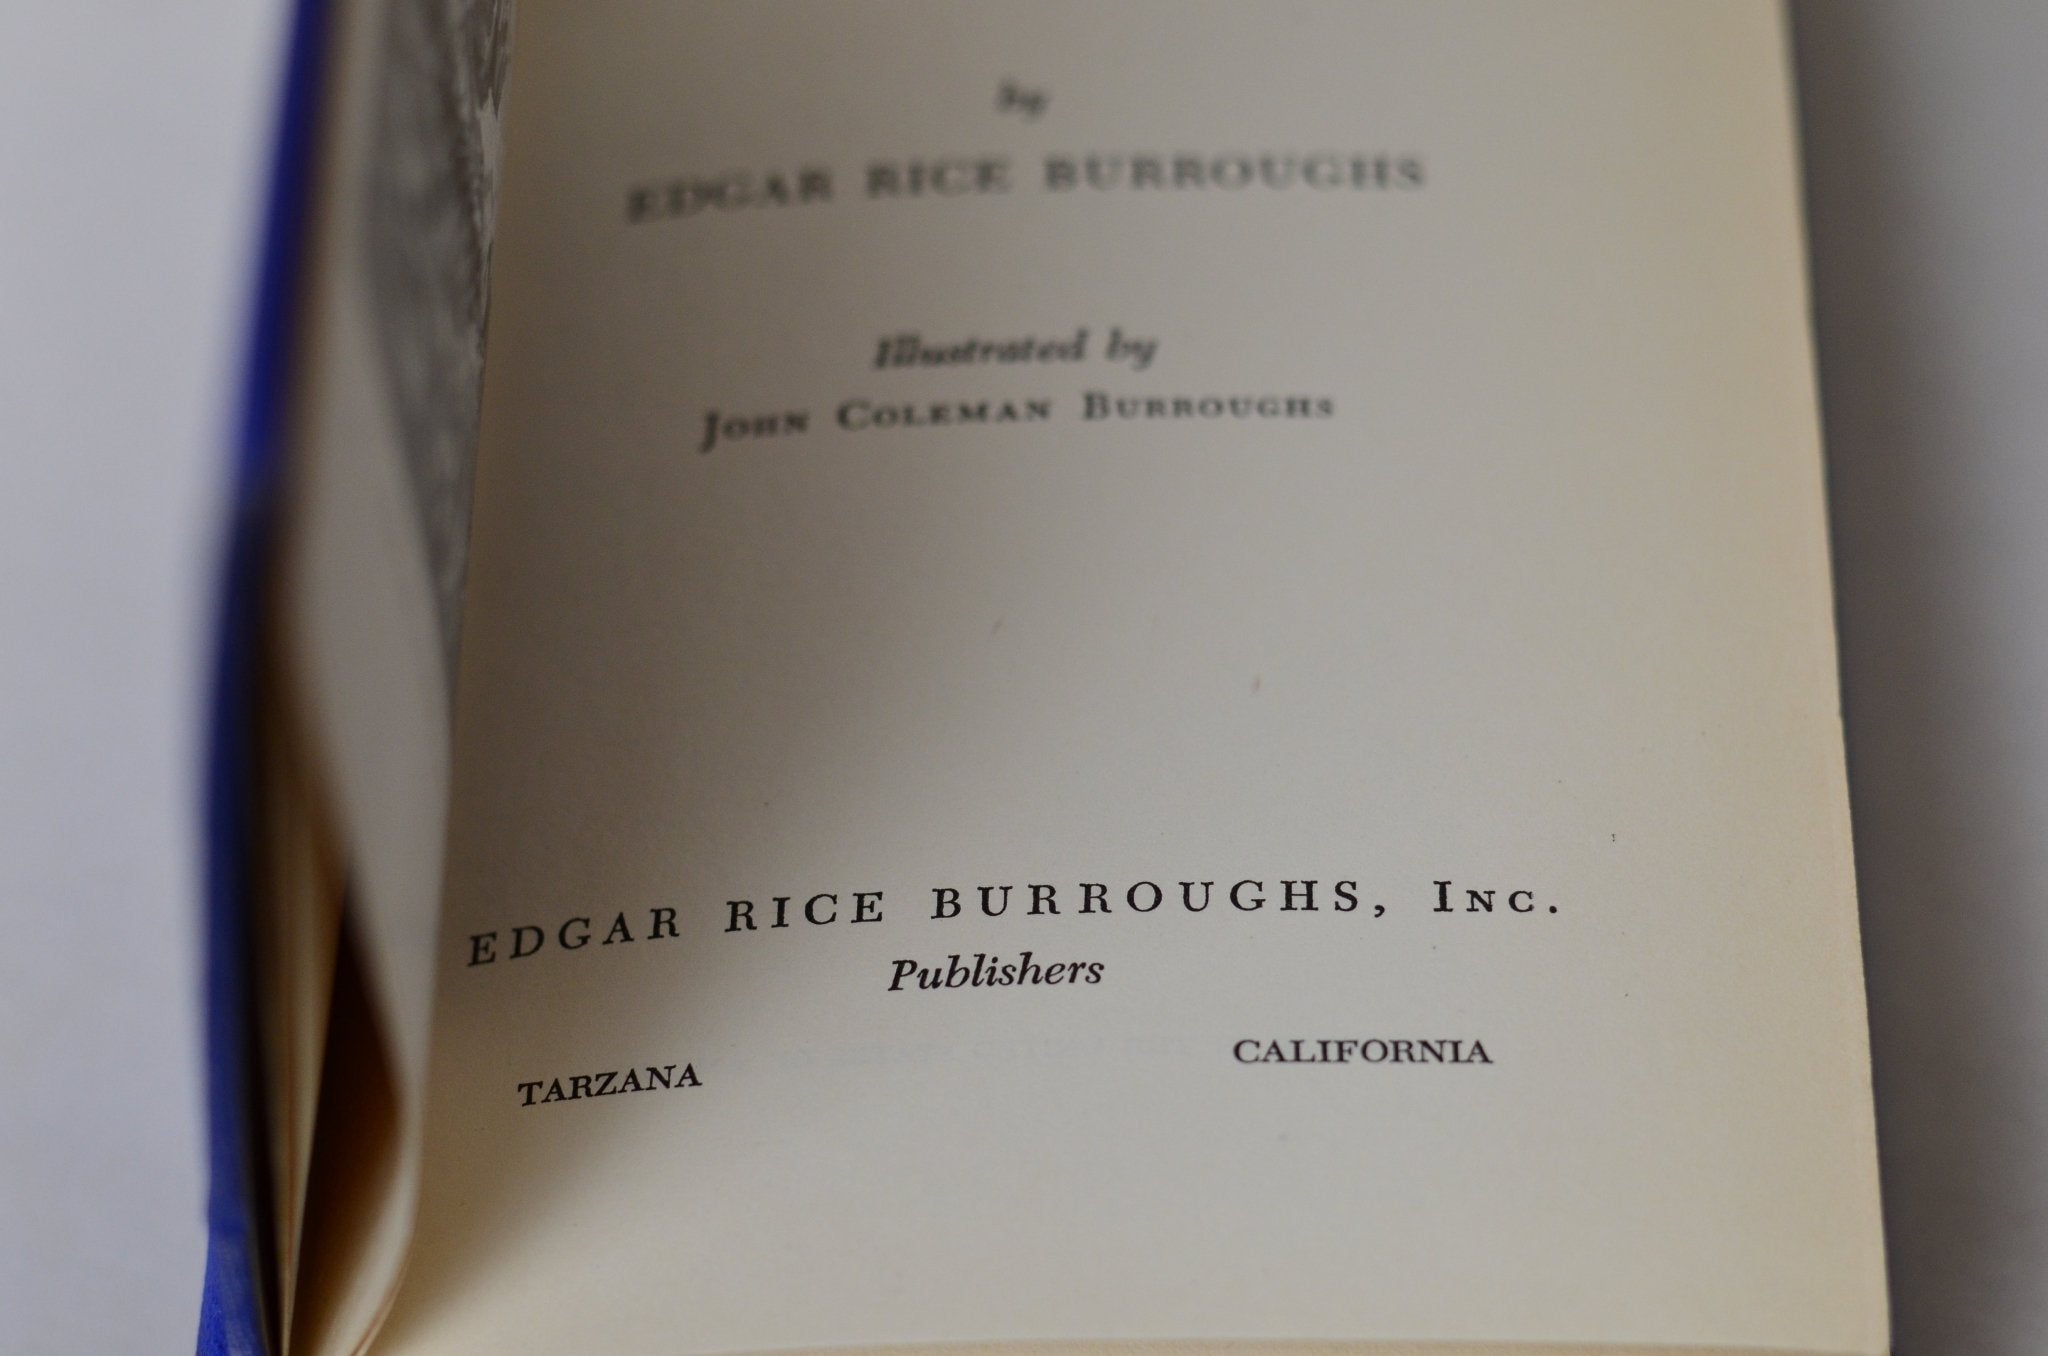 by
EDGAR RICE BURROUGHS
Illustrated by
JOHN COLEMAN BURROUGHS
EDGAR RICE BURROUGHS, INC.
Publishers
TARZANA CALIFORNIA